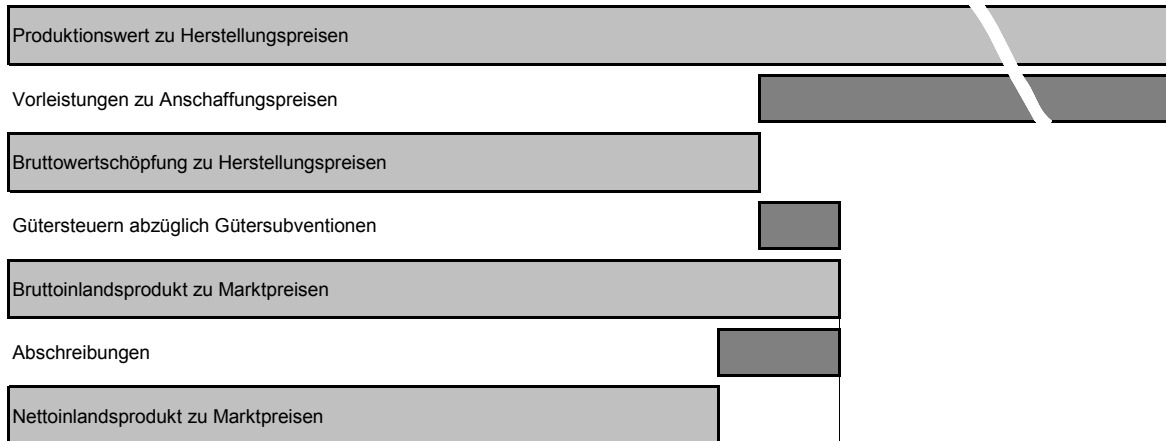 Produktionswert zu Herstellungspreisen
Vorleistungen zu Anschaffungspreisen
Bruttowertschöpfung zu Herstellungspreisen
Gütersteuern abzüglich Gütersubventionen
Bruttoinlandsprodukt zu Marktpreisen
Abschreibungen
Nettoinlandsprodukt zu Marktpreisen